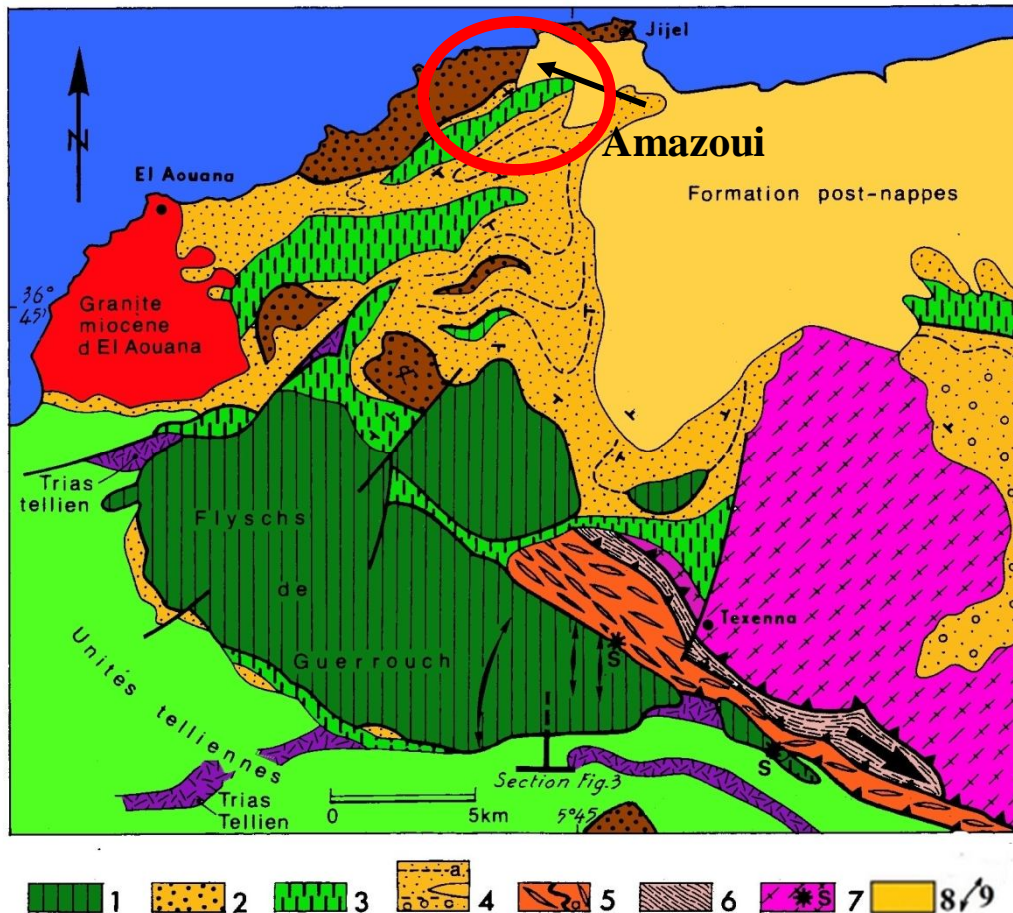 Jijel
Amazoui
N
El Aouana
Formation post-nappes
36°
45'
Granite
miocene
d El Aouana
Trias
tellien
Flyschs
de
Guerrouch
Texenna
S
Unités telliennes
S
Section Fig.3
Trias
Tellien
0 5km
5°45
1 2 3 a 4 5 6 S 7 8 9